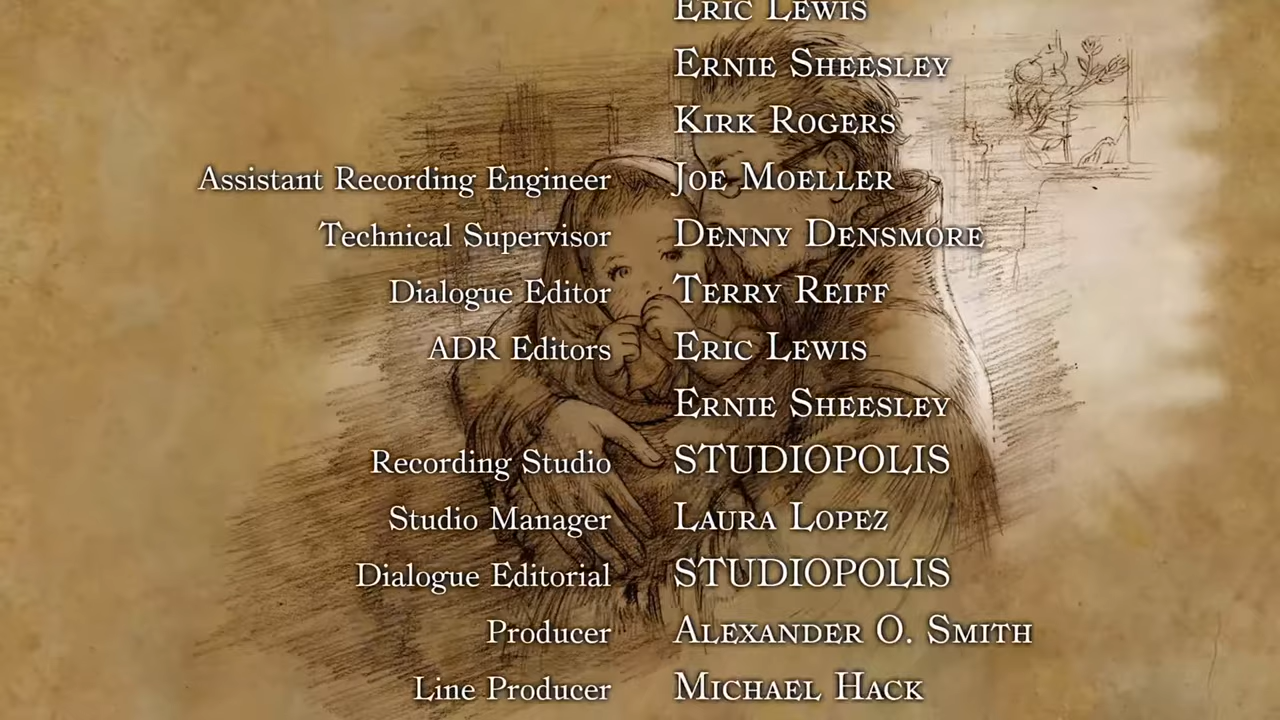 Eric Lewis
Ernie Sheesley
Kirk Rogers
Assistant Recording Engineer Joe Moeller
Technical Supervisor Denny Densmore
Dialogue Editor Terry Reiff
ADR Editors Eric Lewis
Ernie Sheesley
Recording Studio STUDIOPOLIS
Studio Manager Laura Lopez
Dialogue Editorial STUDIOPOLIS
Producer Alexander O. Smith
Line Producer Michael Hack